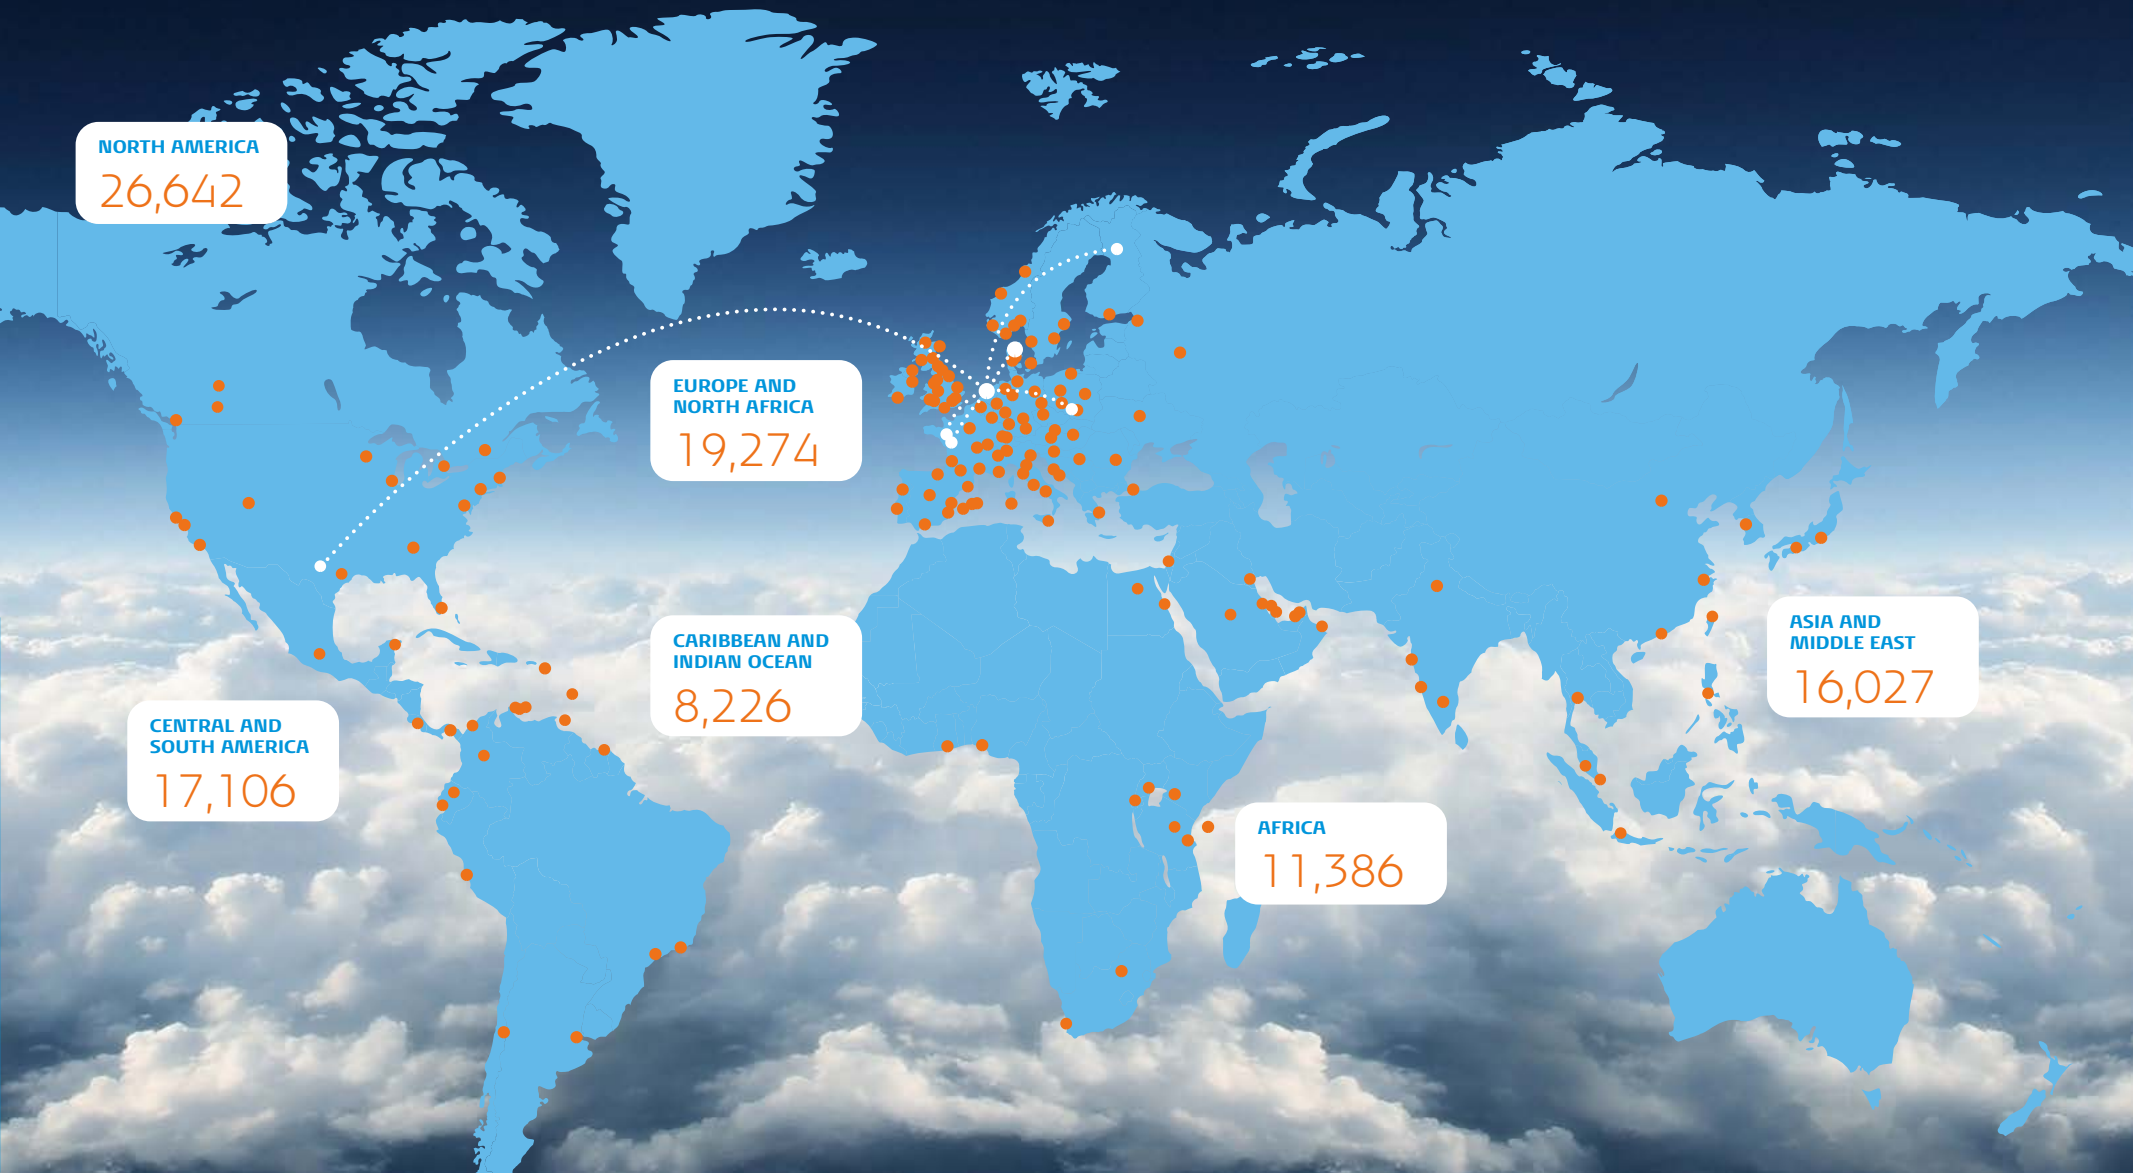 NORTH AMERICA
26,642
EUROPE AND
NORTH AFRICA
19,274
CARIBBEAN AND
INDIAN OCEAN
8,226
CENTRAL AND
SOUTH AMERICA
17,106
ASIA AND
MIDDLE EAST
16,027
AFRICA
11,386